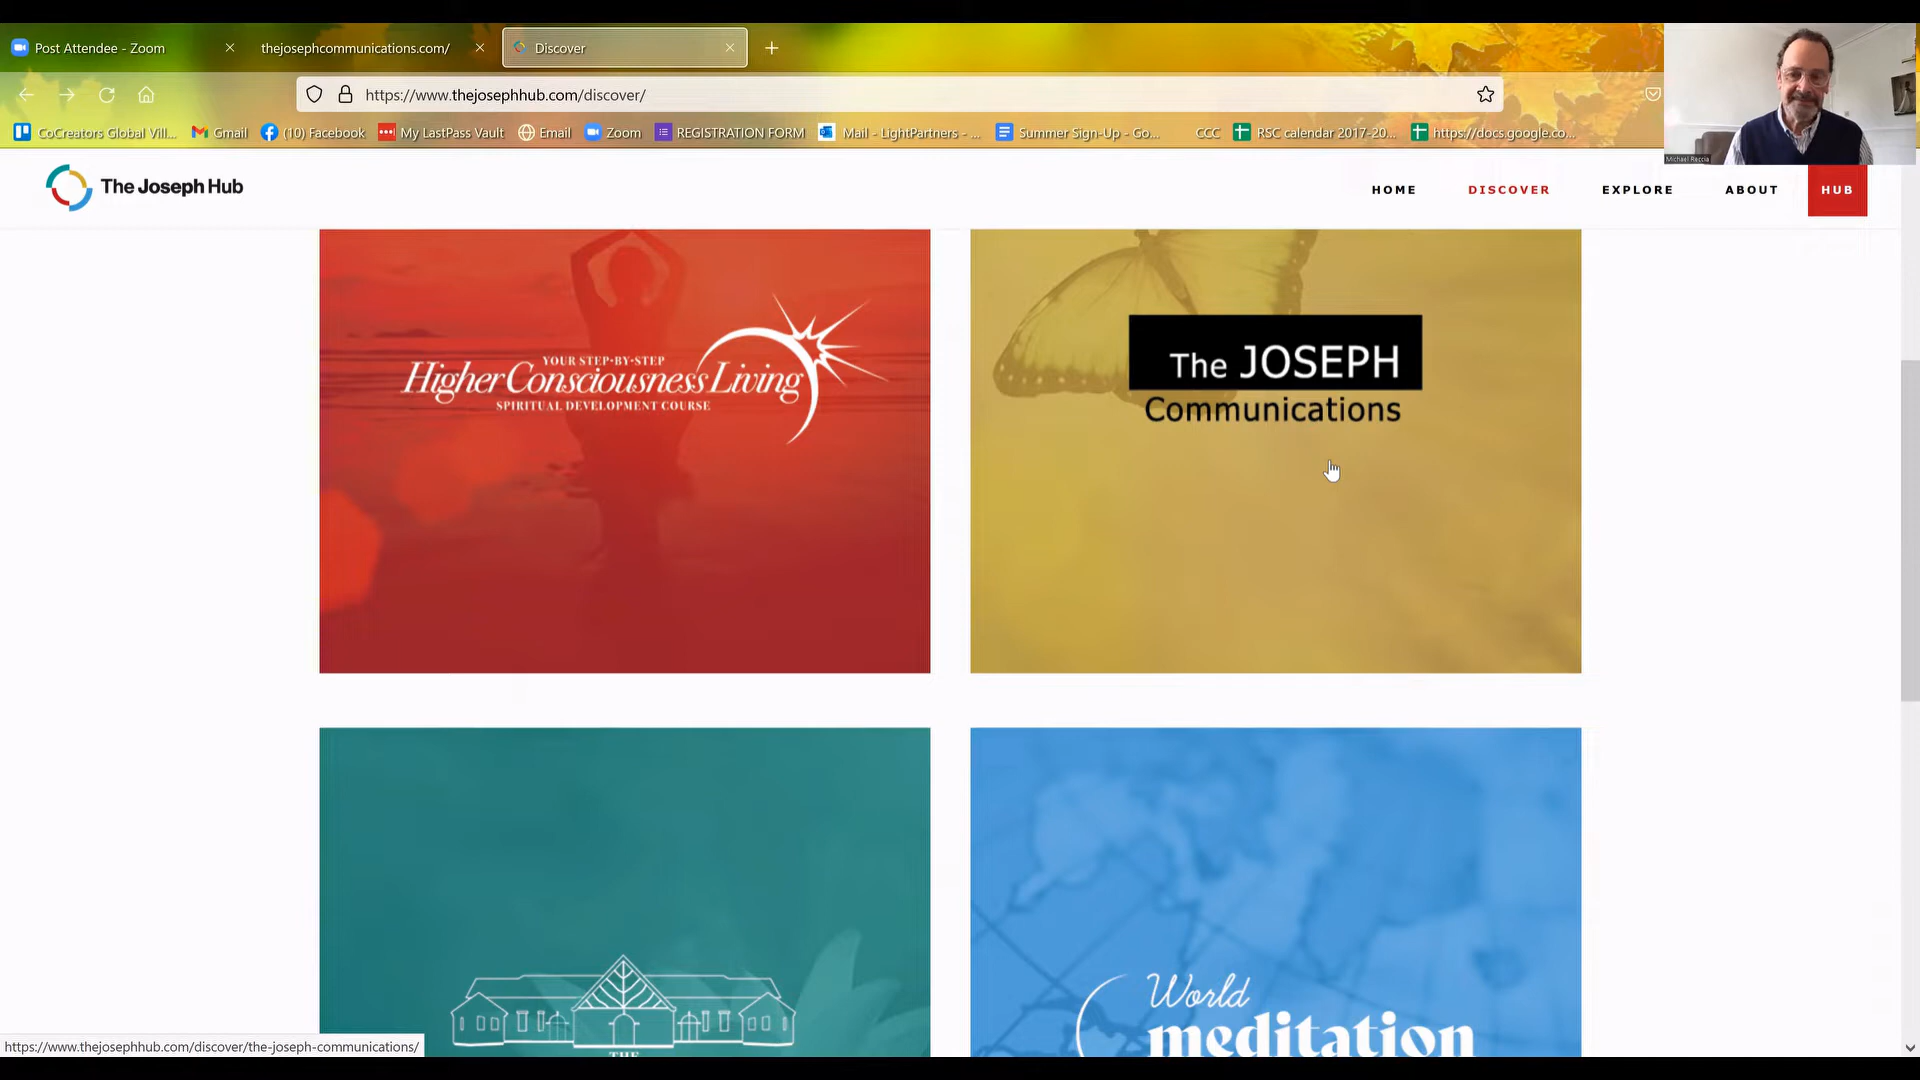 Post Attendee - Zoom
thejosephcommunications.com/
Discover
https://www.thejosephhub.com/discover/
CoCreators Global Vill...
Gmail
(10) Facebook
My LastPass Vault
Email
Zoom
REGISTRATION FORM
Mail - LightPartners - ...
Summer Sign-Up - Go...
CCC
RSC calendar 2017-20...
https://docs.google.co...
Michael Reccia
The Joseph Hub
HOME
DISCOVER
EXPLORE
ABOUT
HUB
YOUR STEP·BY·STEP
Higher Consciousness Living
SPIRITUAL DEVELOPMENT COURSE
The JOSEPH
Communications
THE
World
meditation
https://www.thejosephhub.com/discover/the-joseph-communications/